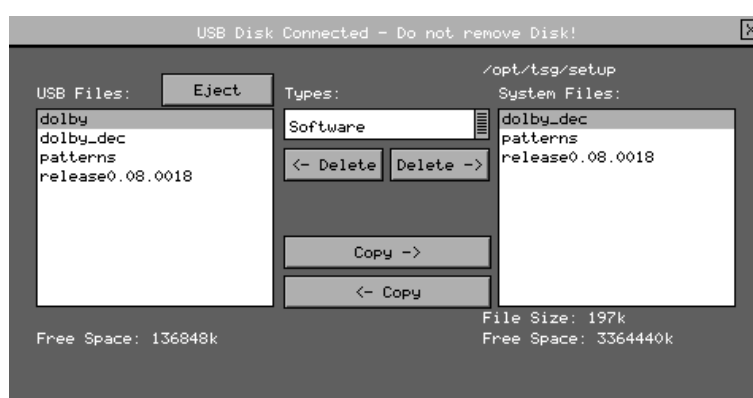 USB Disk Connected - Do not remove Disk!
/opt/tsg/setup
USB Files:
Eject
Types:
System Files:
dolby
dolby_dec
patterns
release0.08.0018
Software
<- Delete
Delete ->
Copy ->
<- Copy
dolby_dec
patterns
release0.08.0018
File Size: 197k
Free Space: 136848k
Free Space: 3364440k